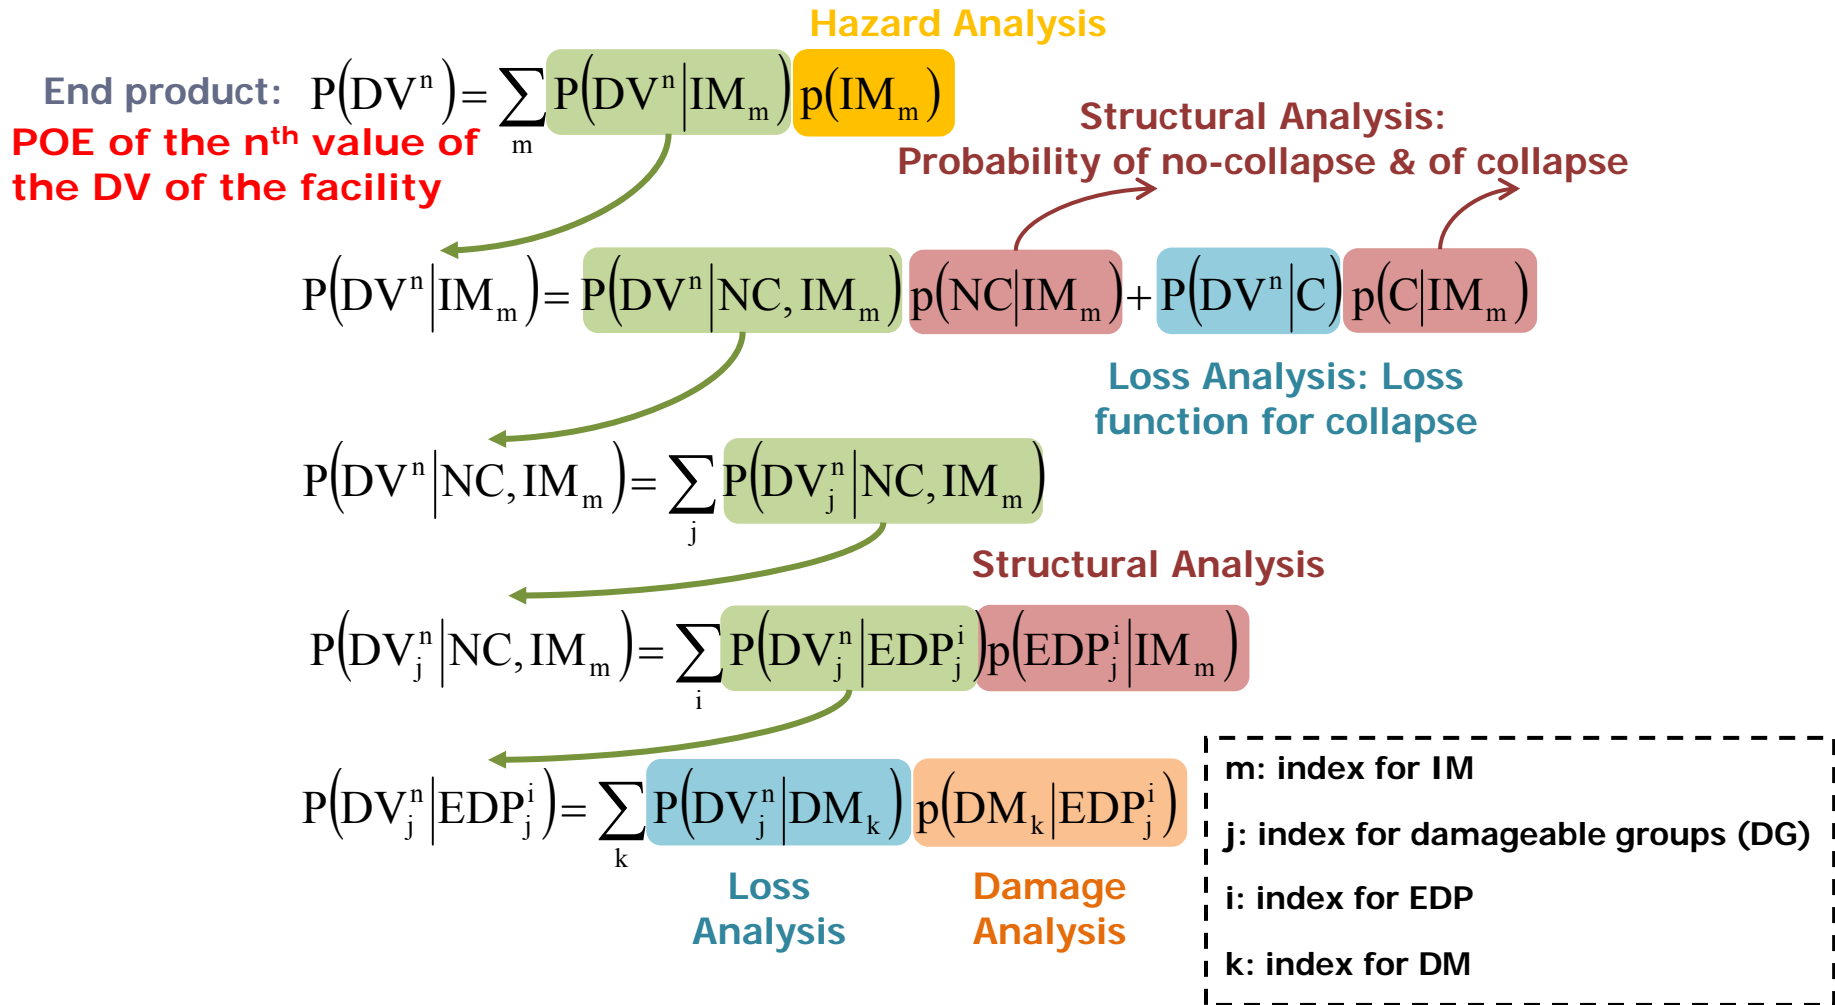 Hazard Analysis
End product: P(DVⁿ) = ∑ₘ P(DVⁿ|IMₘ) p(IMₘ)
POE of the nᵗʰ value of
the DV of the facility
Structural Analysis:
Probability of no-collapse & of collapse
P(DVⁿ|IMₘ) = P(DVⁿ|NC, IMₘ) p(NC|IMₘ) + P(DVⁿ|C) p(C|IMₘ)
Loss Analysis: Loss
function for collapse
P(DVⁿ|NC, IMₘ) = ∑ⱼ P(DVⱼⁿ|NC, IMₘ)
Structural Analysis
P(DVⱼⁿ|NC, IMₘ) = ∑ᵢ P(DVⱼⁿ|EDPⱼⁱ) p(EDPⱼⁱ|IMₘ)
P(DVⱼⁿ|EDPⱼⁱ) = ∑ₖ P(DVⱼⁿ|DMₖ) p(DMₖ|EDPⱼⁱ)
Loss
Analysis
Damage
Analysis
m: index for IM
j: index for damageable groups (DG)
i: index for EDP
k: index for DM